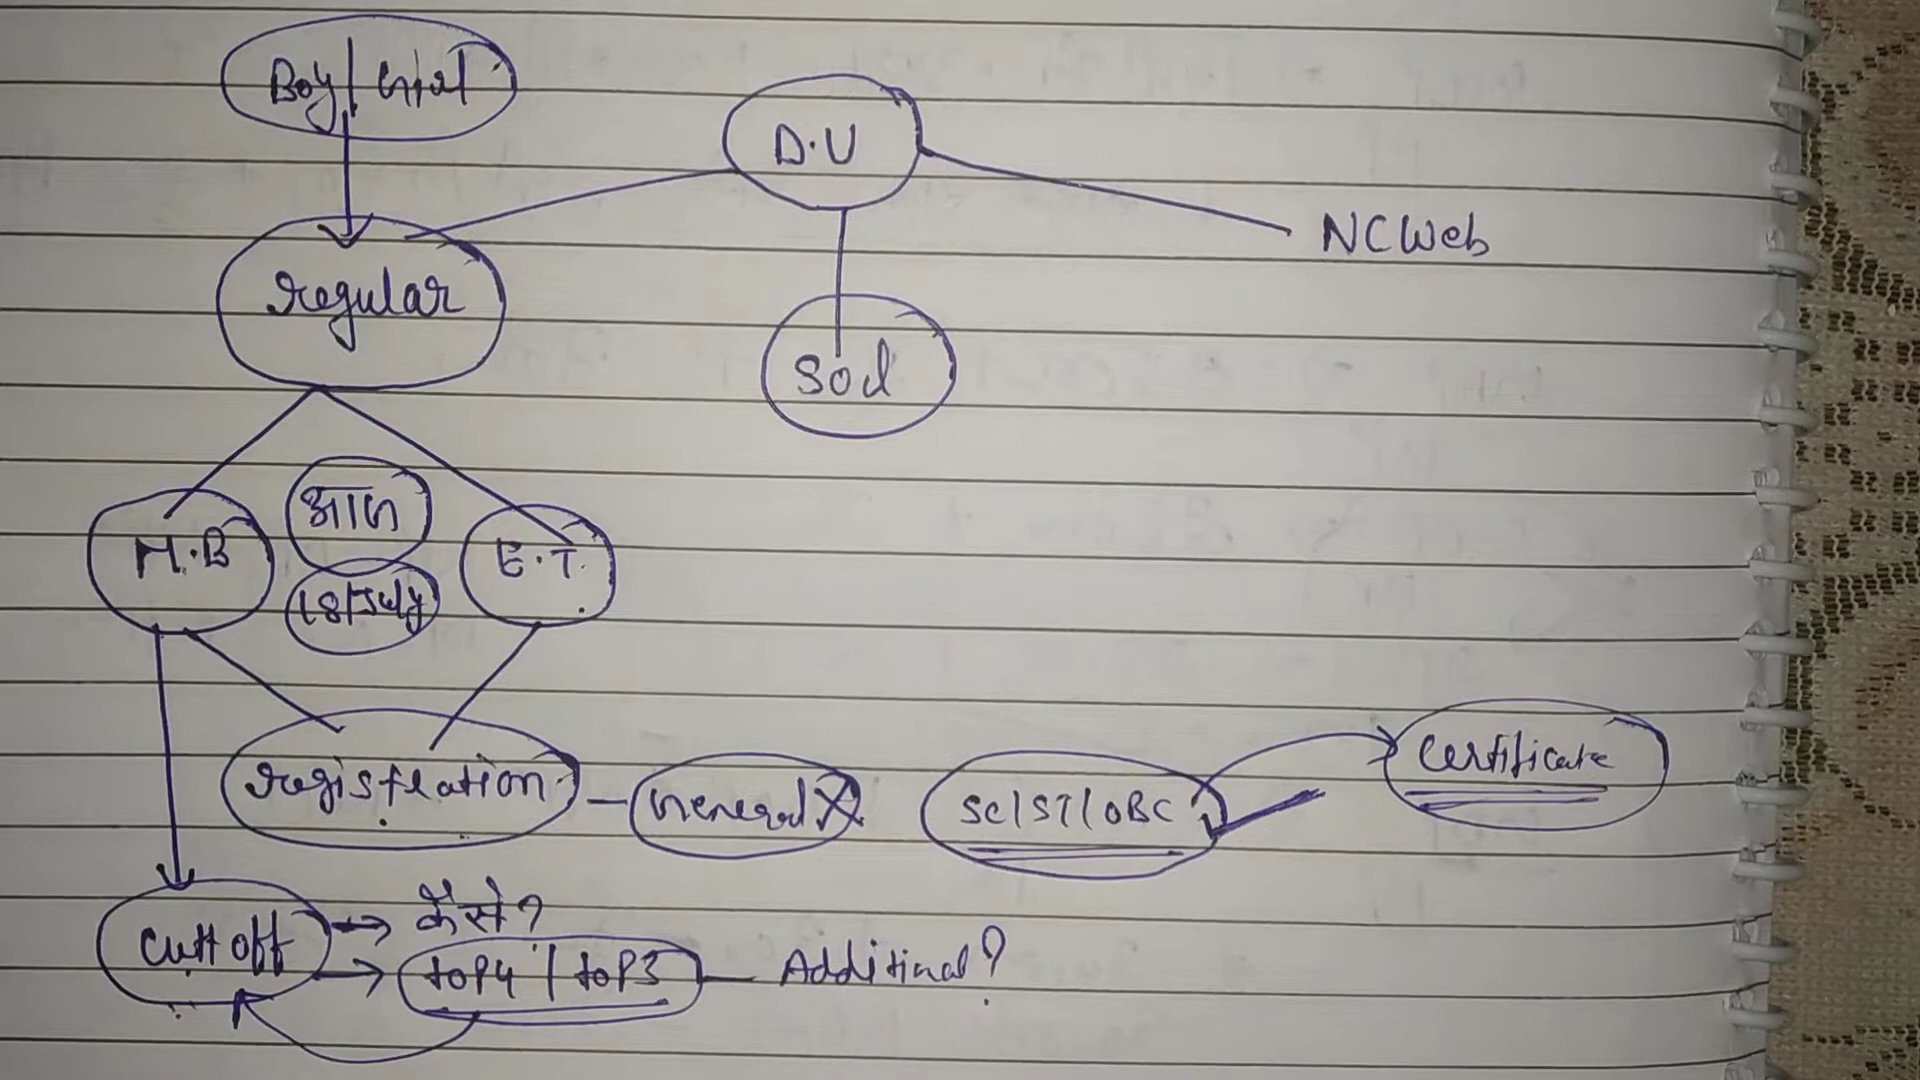 Boy/Girl
D.U
NCWeb
regular
Sol
M.B
आज
E.T.
18/July
registration
General X
SC/ST/OBC
Certificate
Cutt off
कैसे?
top4/top3
Additinal?